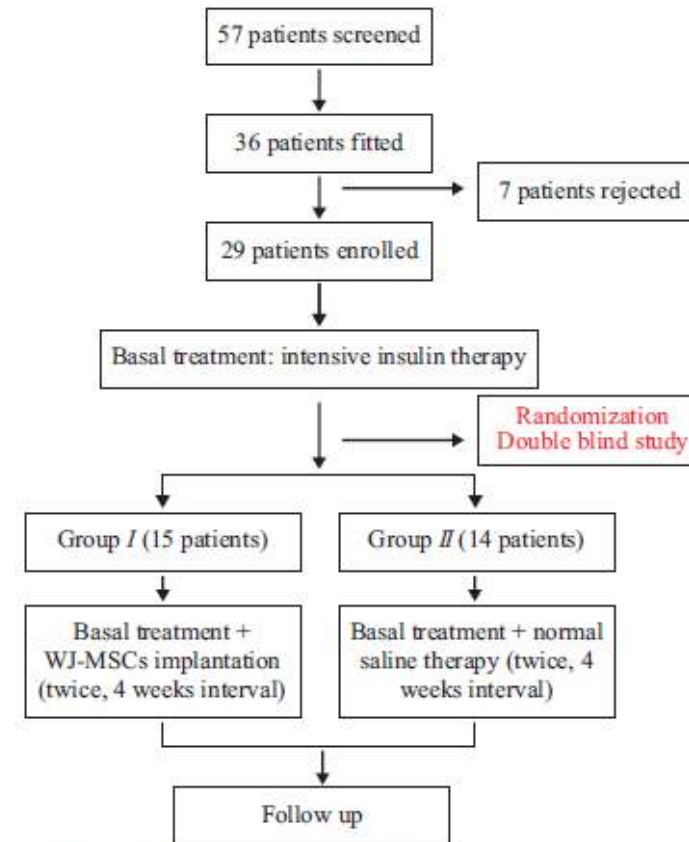 57 patients screened
36 patients fitted
7 patients rejected
29 patients enrolled
Basal treatment: intensive insulin therapy
Randomization
Double blind study
Group I (15 patients)
Group II (14 patients)
Basal treatment +
WJ-MSCs implantation
(twice, 4 weeks interval)
Basal treatment + normal
saline therapy (twice, 4
weeks interval)
Follow up